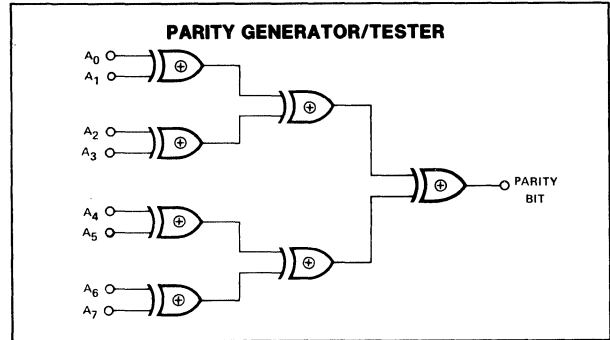 PARITY GENERATOR/TESTER
A0
A1
A2
A3
A4
A5
A6
A7
PARITY
BIT